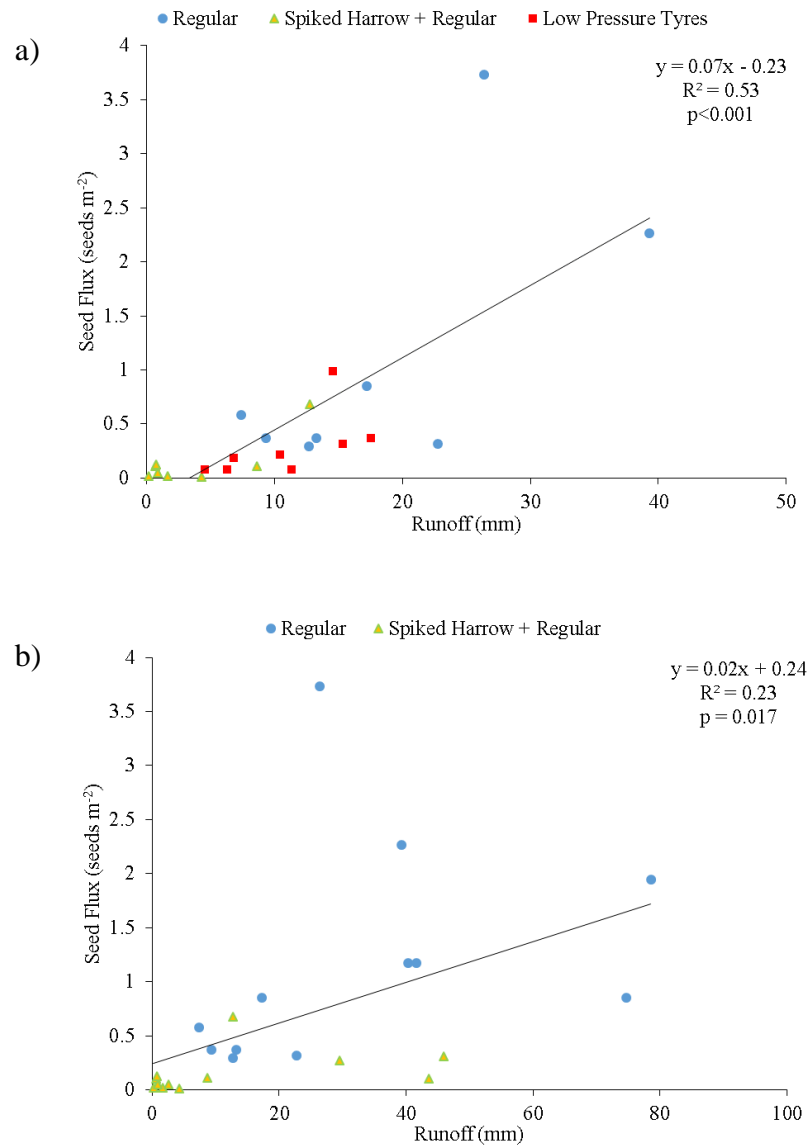 Regular Spiked Harrow + Regular Low Pressure Tyres
a)
y = 0.07x - 0.23
R² = 0.53
p<0.001
Seed Flux (seeds m⁻²)
4
3.5
3
2.5
2
1.5
1
0.5
0
0 10 20 30 40 50
Runoff (mm)
Regular Spiked Harrow + Regular
b)
y = 0.02x + 0.24
R² = 0.23
p = 0.017
Seed Flux (seeds m⁻²)
4
3.5
3
2.5
2
1.5
1
0.5
0
0 20 40 60 80 100
Runoff (mm)